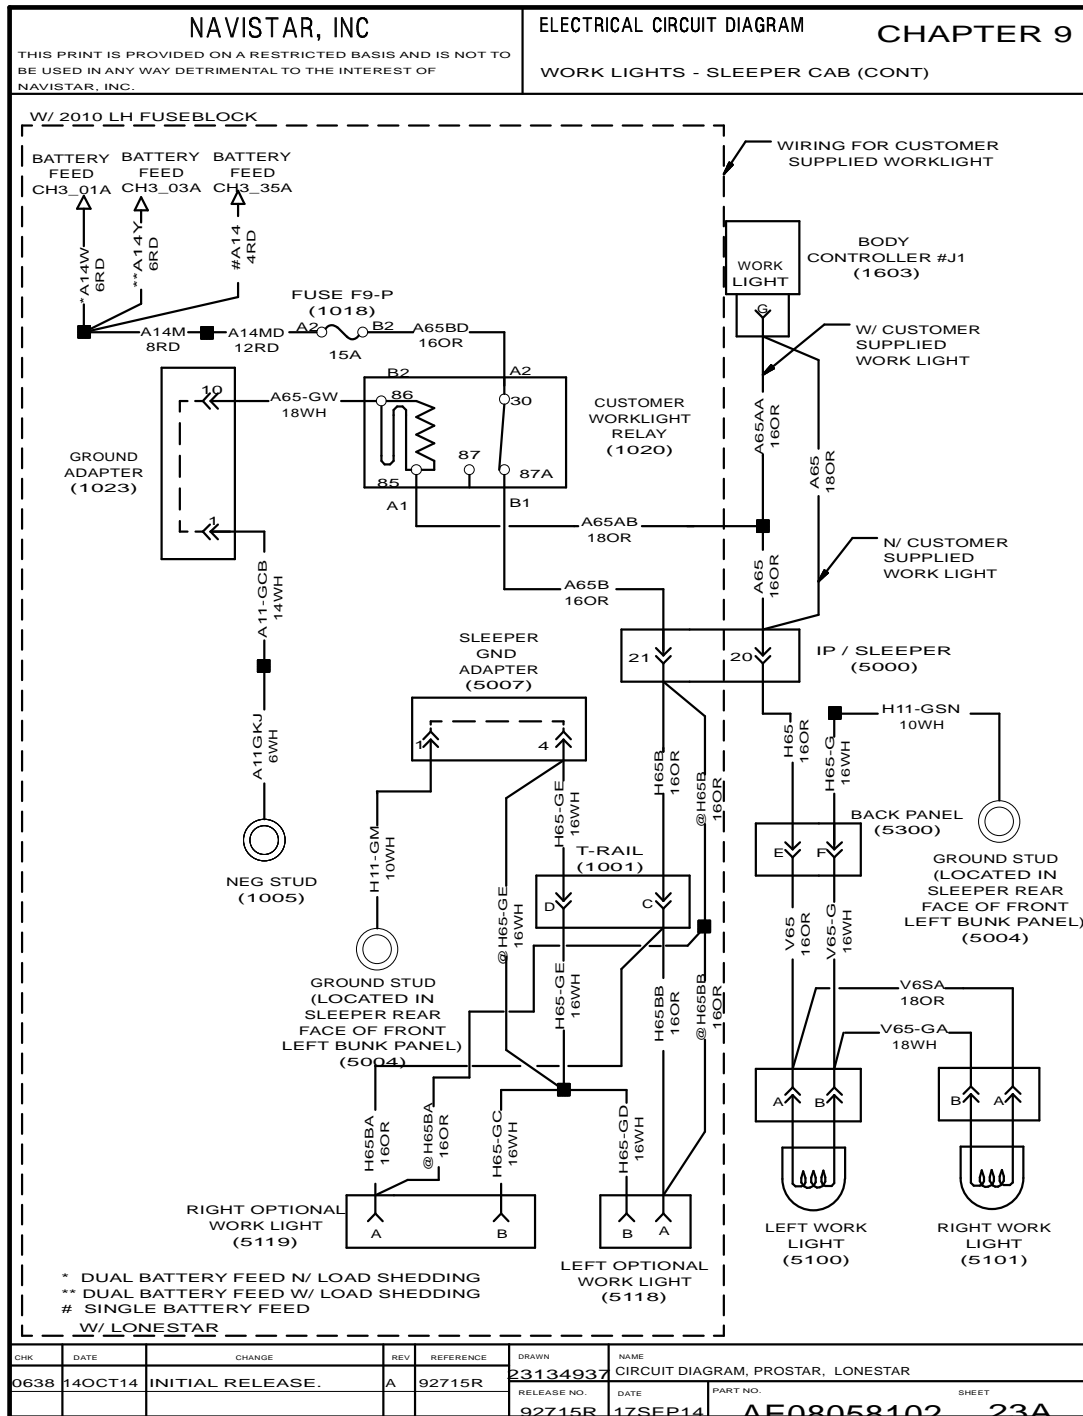 NAVISTAR, INC
THIS PRINT IS PROVIDED ON A RESTRICTED BASIS AND IS NOT TO
BE USED IN ANY WAY DETRIMENTAL TO THE INTEREST OF
NAVISTAR, INC.
ELECTRICAL CIRCUIT DIAGRAM
CHAPTER 9
WORK LIGHTS - SLEEPER CAB (CONT)
W/ 2010 LH FUSEBLOCK
BATTERY
FEED
CH3_01A
BATTERY
FEED
CH3_03A
BATTERY
FEED
CH3_35A
WIRING FOR CUSTOMER
SUPPLIED WORKLIGHT
*A14W
6RD
**A14Y
6RD
#A14
4RD
WORK
LIGHT
G
BODY
CONTROLLER #J1
(1603)
FUSE F9-P
(1018)
A14M
8RD
A14MD
12RD
A2
B2
15A
A65BD
16OR
W/ CUSTOMER
SUPPLIED
WORK LIGHT
B2
A2
10
A65-GW
18WH
86
30
CUSTOMER
WORKLIGHT
RELAY
(1020)
A65AA
16OR
A65
18OR
GROUND
ADAPTER
(1023)
87
85
87A
A1
B1
1
A65AB
18OR
N/ CUSTOMER
SUPPLIED
WORK LIGHT
A11-GCB
14WH
A65B
16OR
A65
16OR
SLEEPER
GND
ADAPTER
(5007)
21
20
IP / SLEEPER
(5000)
A11GKJ
6WH
1
4
H11-GSN
10WH
H65
16OR
H65-G
16WH
H65B
16OR
@H65B
16OR
H65-GE
16WH
NEG STUD
(1005)
H11-GM
10WH
T-RAIL
(1001)
D
C
BACK PANEL
(5300)
E
F
GROUND STUD
(LOCATED IN
SLEEPER REAR
FACE OF FRONT
LEFT BUNK PANEL)
(5004)
@H65-GE
16WH
V65
16OR
V65-G
16WH
GROUND STUD
(LOCATED IN
SLEEPER REAR
FACE OF FRONT
LEFT BUNK PANEL)
(5004)
H65-GE
16WH
H65BB
16OR
@H65BB
16OR
V6SA
18OR
V65-GA
18WH
A
B
B
A
H65BA
16OR
@H65BA
16OR
H65-GC
16WH
H65-GD
16WH
RIGHT OPTIONAL
WORK LIGHT
(5119)
A
B
B
A
LEFT WORK
LIGHT
(5100)
RIGHT WORK
LIGHT
(5101)
LEFT OPTIONAL
WORK LIGHT
(5118)
* DUAL BATTERY FEED N/ LOAD SHEDDING
** DUAL BATTERY FEED W/ LOAD SHEDDING
# SINGLE BATTERY FEED
W/ LONESTAR
CHK DATE CHANGE REV REFERENCE DRAWN NAME
0638 14OCT14 INITIAL RELEASE. A 92715R 23134937 CIRCUIT DIAGRAM, PROSTAR, LONESTAR
RELEASE NO. DATE PART NO. SHEET
92715R 17SEP14 AE08058102 23A